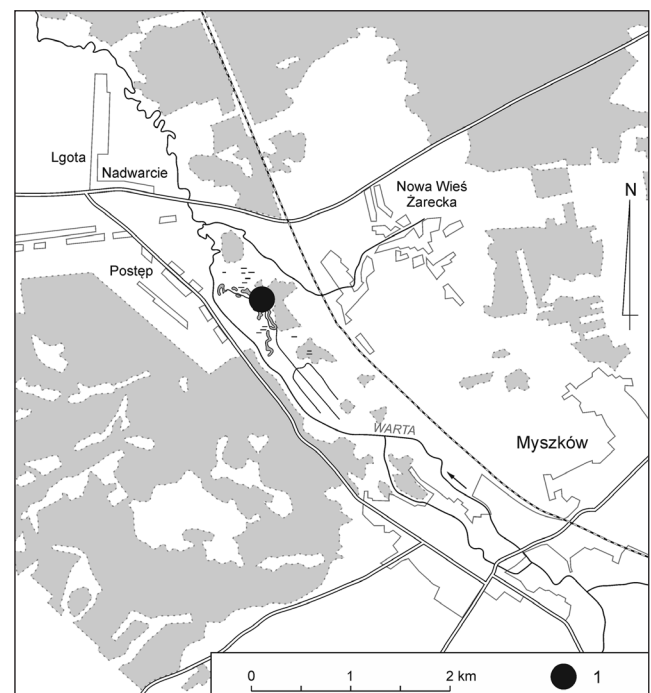 Lgota
Nadwarcie
Nowa Wieś
Żarecka
N
Postęp
WARTA
Myszków
0 1 2 km
1